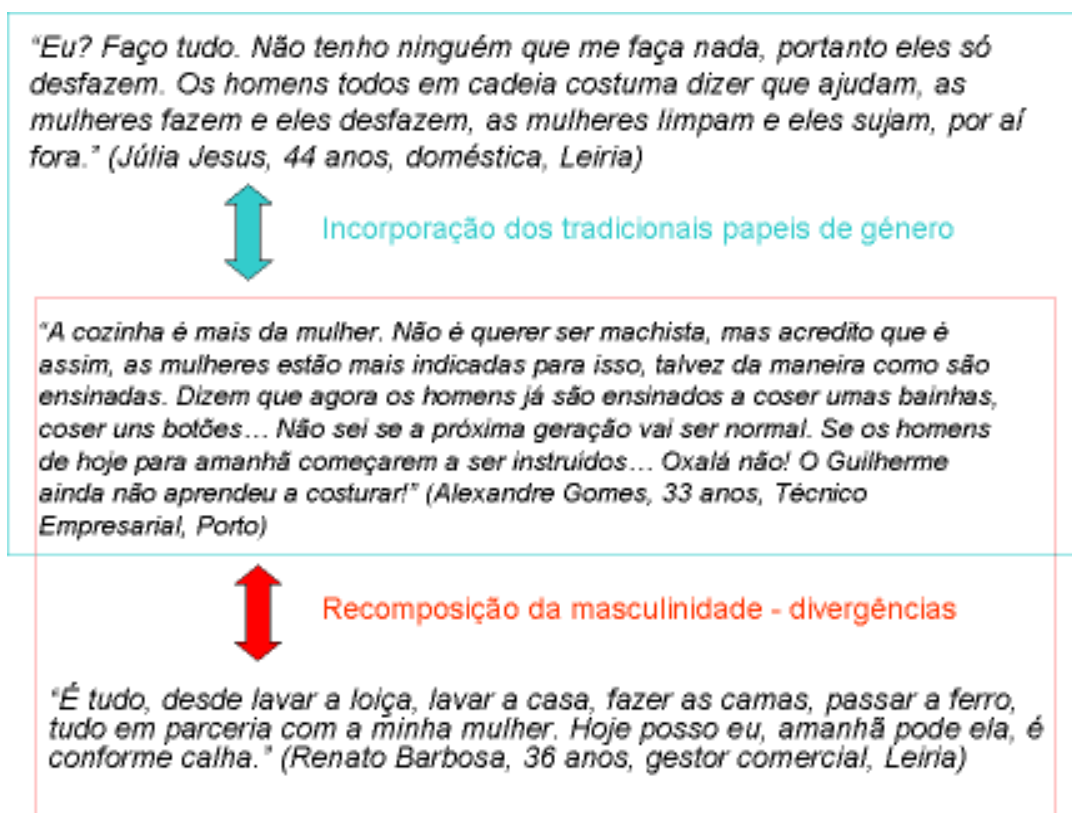 “Eu? Faço tudo. Não tenho ninguém que me faça nada, portanto eles só
desfazem. Os homens todos em cadeia costuma dizer que ajudam, as
mulheres fazem e eles desfazem, as mulheres limpam e eles sujam, por aí
fora.” (Júlia Jesus, 44 anos, doméstica, Leiria)
Incorporação dos tradicionais papeis de género
“A cozinha é mais da mulher. Não é querer ser machista, mas acredito que é
assim, as mulheres estão mais indicadas para isso, talvez da maneira como são
ensinadas. Dizem que agora os homens já são ensinados a coser umas bainhas,
coser uns botões… Não sei se a próxima geração vai ser normal. Se os homens
de hoje para amanhã começarem a ser instruídos… Oxalá não! O Guilherme
ainda não aprendeu a costurar!” (Alexandre Gomes, 33 anos, Técnico
Empresarial, Porto)
Recomposição da masculinidade - divergências
“É tudo, desde lavar a loiça, lavar a casa, fazer as camas, passar a ferro,
tudo em parceria com a minha mulher. Hoje posso eu, amanhã pode ela, é
conforme calha.” (Renato Barbosa, 36 anos, gestor comercial, Leiria)